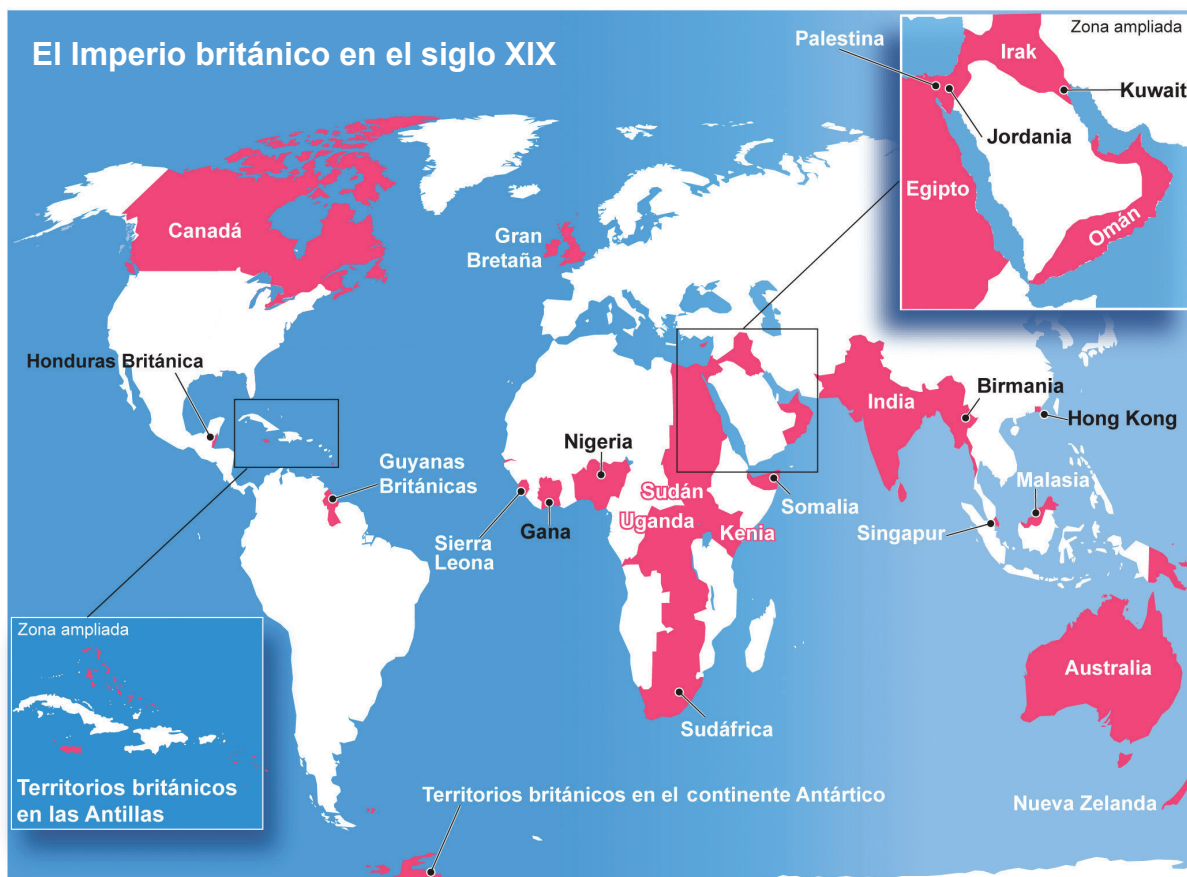 El Imperio británico en el siglo XIX
Zona ampliada
Palestina
Irak
Kuwait
Jordania
Egipto
Omán
Canadá
Gran
Bretaña
Honduras Británica
Guyanas
Británicas
Nigeria
Sierra
Leona
Gana
Sudán
Uganda
Kenia
Somalia
India
Birmania
Hong Kong
Malasia
Singapur
Sudáfrica
Australia
Nueva Zelanda
Zona ampliada
Territorios británicos
en las Antillas
Territorios británicos en el continente Antártico